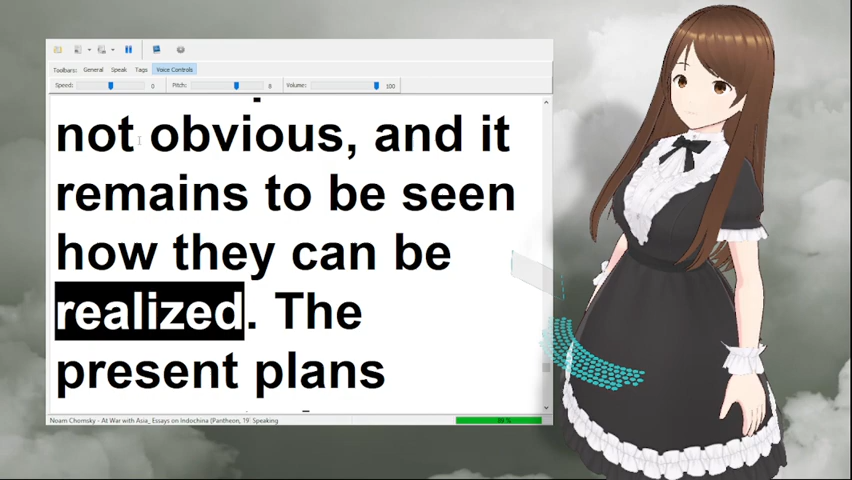 Toolbars: General Speak Tags Voice Controls
Speed: 0 Pitch: 8 Volume: 100
not obvious, and it
remains to be seen
how they can be
realized. The
present plans
Noam Chomsky - At War with Asia_ Essays on Indochina (Pantheon, 19 Speaking